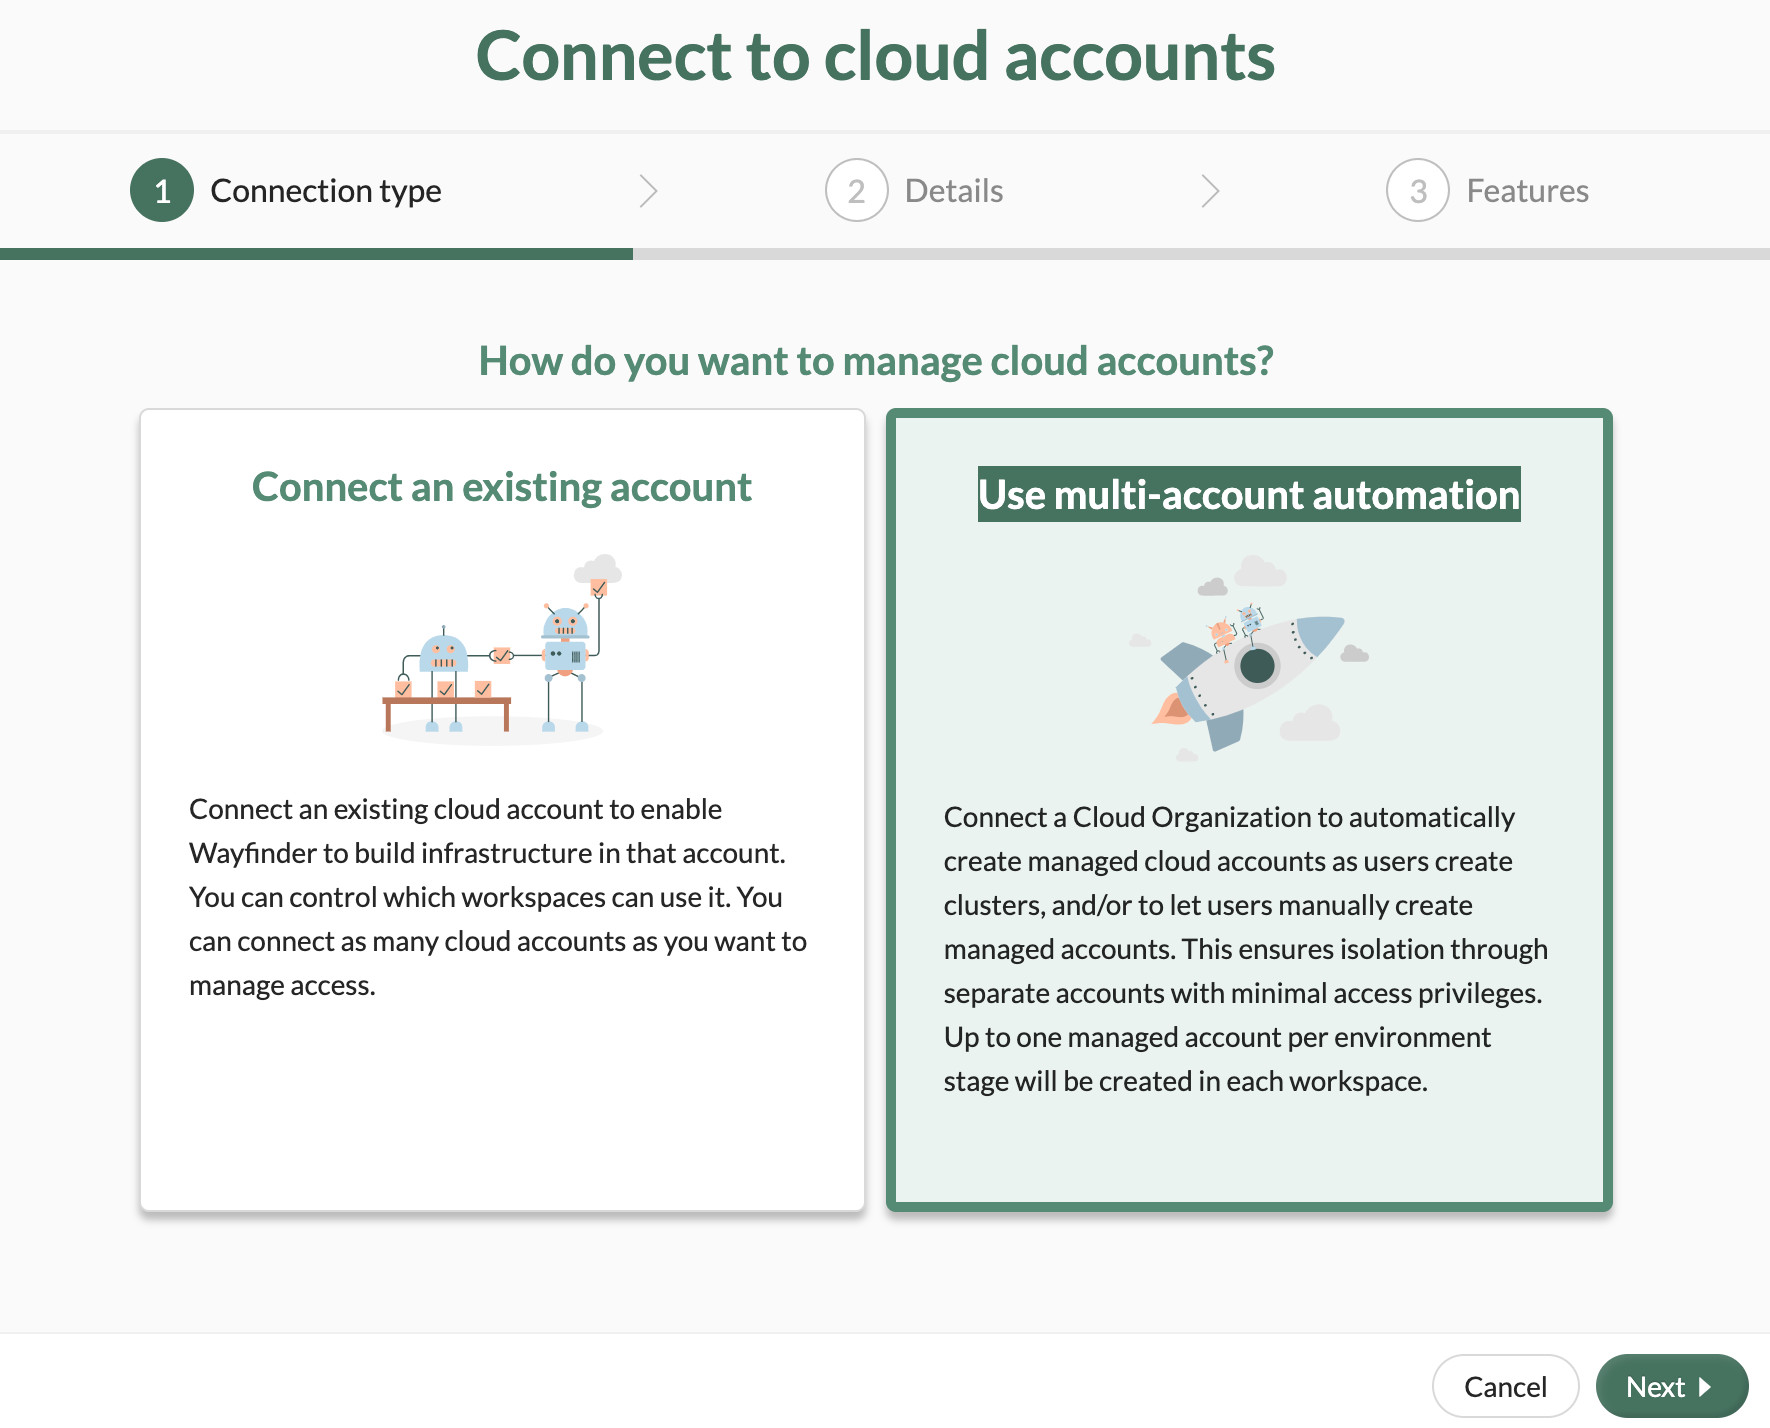 Connect to cloud accounts
1 Connection type
2 Details
3 Features
How do you want to manage cloud accounts?
Connect an existing account
Connect an existing cloud account to enable
Wayfinder to build infrastructure in that account.
You can control which workspaces can use it. You
can connect as many cloud accounts as you want to
manage access.
Use multi-account automation
Connect a Cloud Organization to automatically
create managed cloud accounts as users create
clusters, and/or to let users manually create
managed accounts. This ensures isolation through
separate accounts with minimal access privileges.
Up to one managed account per environment
stage will be created in each workspace.
Cancel
Next